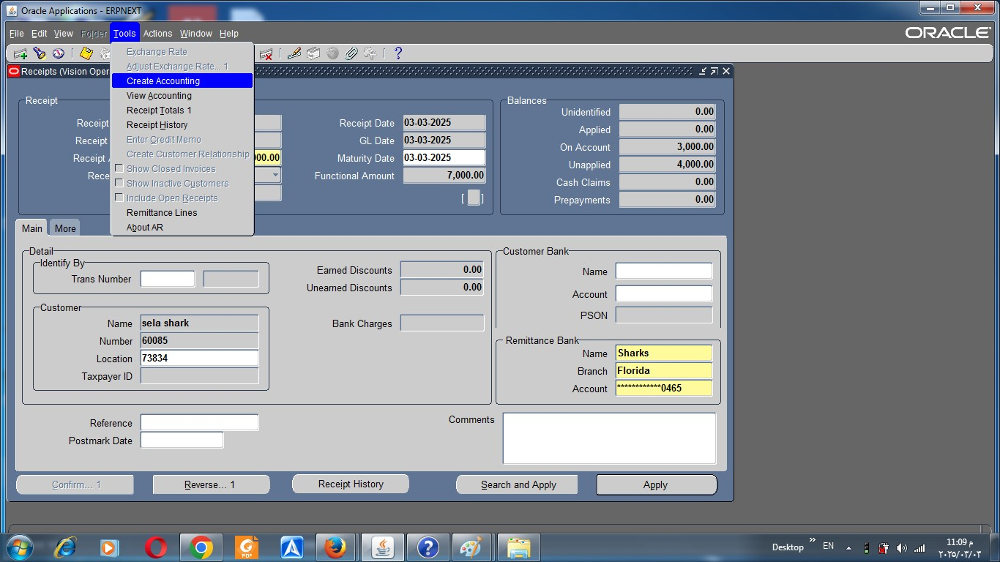 Oracle Applications - ERPNEXT
File Edit View Folder Tools Actions Window Help
ORACLE
Receipts (Vision Oper
Exchange Rate
Adjust Exchange Rate... 1
Create Accounting
View Accounting
Receipt Totals 1
Receipt History
Enter Credit Memo
Create Customer Relationship
Show Closed Invoices
Show Inactive Customers
Include Open Receipts
Remittance Lines
About AR
Receipt
Receipt
Receipt
Receipt A
000.00
Rece
Receipt Date 03-03-2025
GL Date 03-03-2025
Maturity Date 03-03-2025
Functional Amount 7,000.00
[ ]
Balances
Unidentified 0.00
Applied 0.00
On Account 3,000.00
Unapplied 4,000.00
Cash Claims 0.00
Prepayments 0.00
Main More
Detail
Identify By
Trans Number
Customer
Name sela shark
Number 60085
Location 73834
Taxpayer ID
Earned Discounts 0.00
Unearned Discounts 0.00
Bank Charges
Customer Bank
Name
Account
PSON
Remittance Bank
Name Sharks
Branch Florida
Account ************0465
Reference
Postmark Date
Comments
Confirm... 1 Reverse... 1 Receipt History Search and Apply Apply
PDF
Desktop » EN
11:09 م
٢٠٢٥/٠٣/٠٣